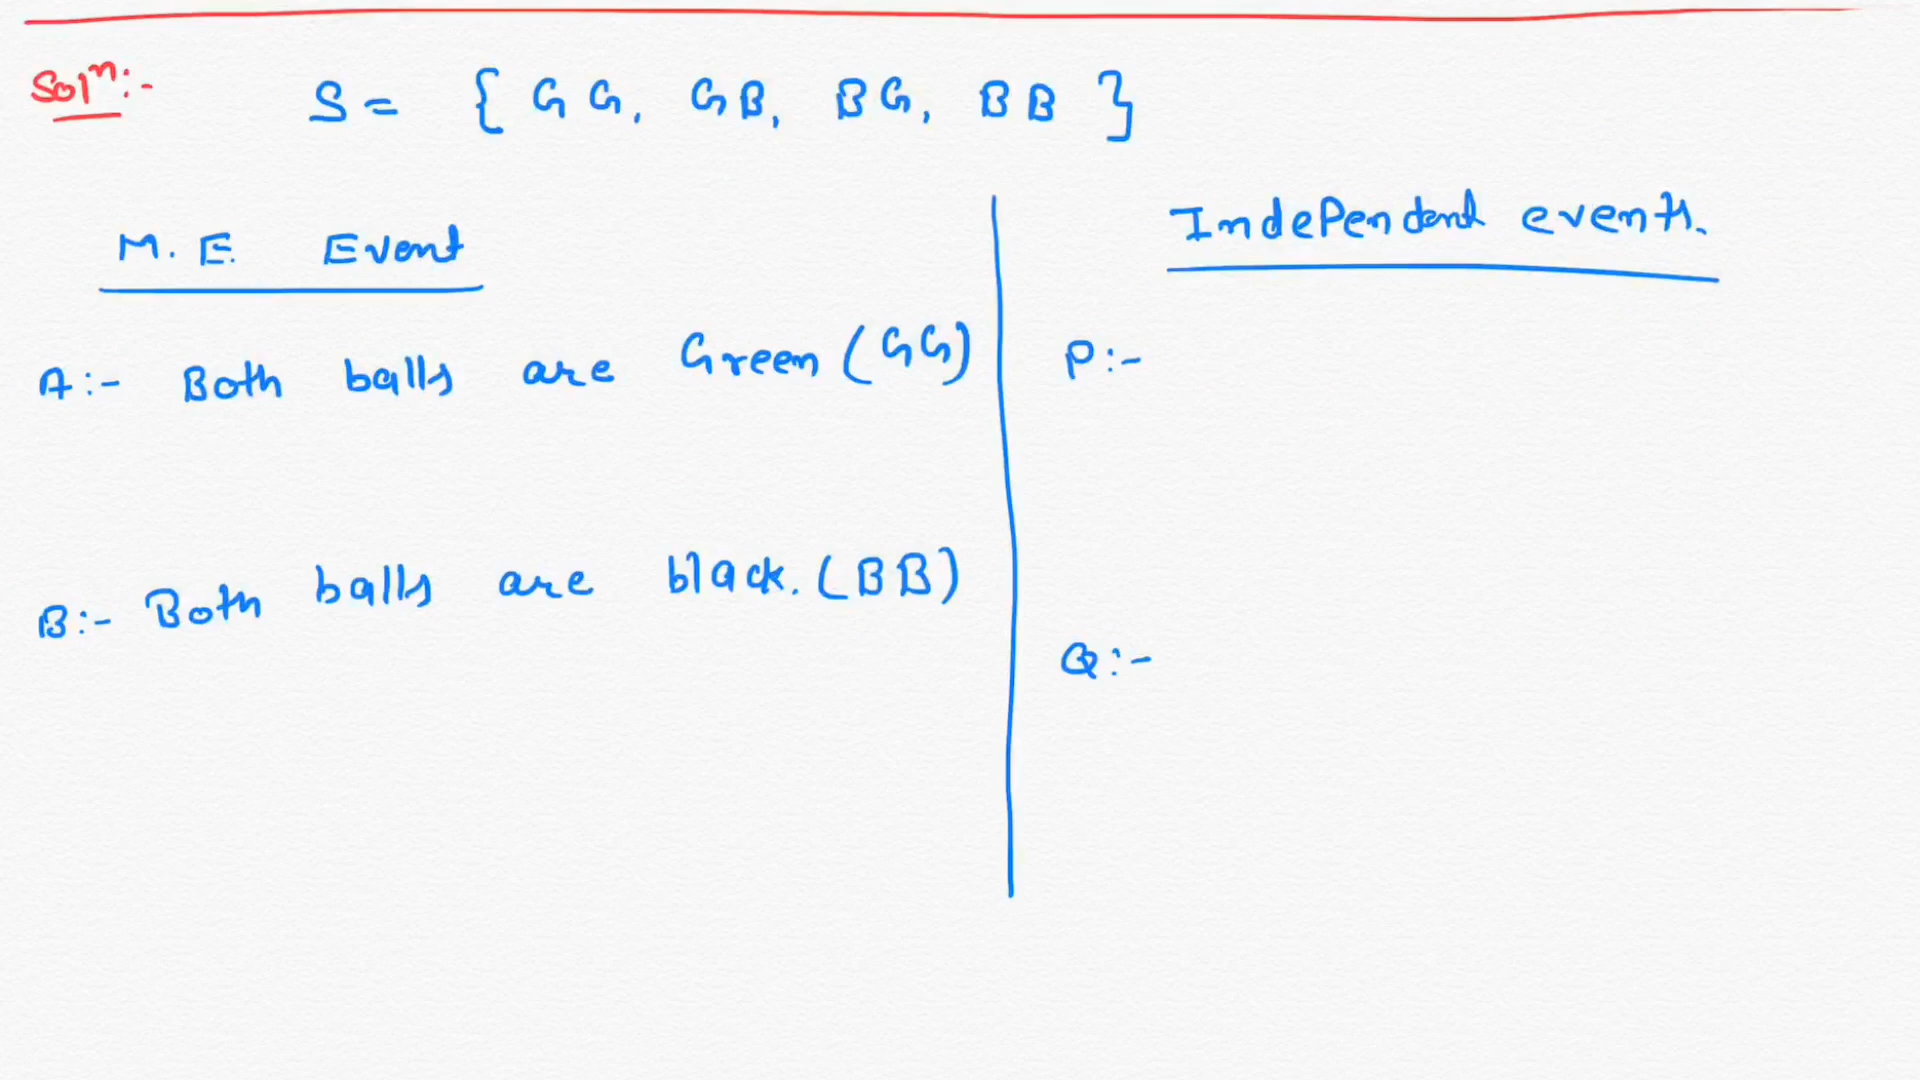 Solⁿ:- S = { GG, GB, BG, BB }
M. E. Event
A:- Both balls are Green (GG)
B:- Both balls are black. (BB)
Independent events.
P:-
Q:-